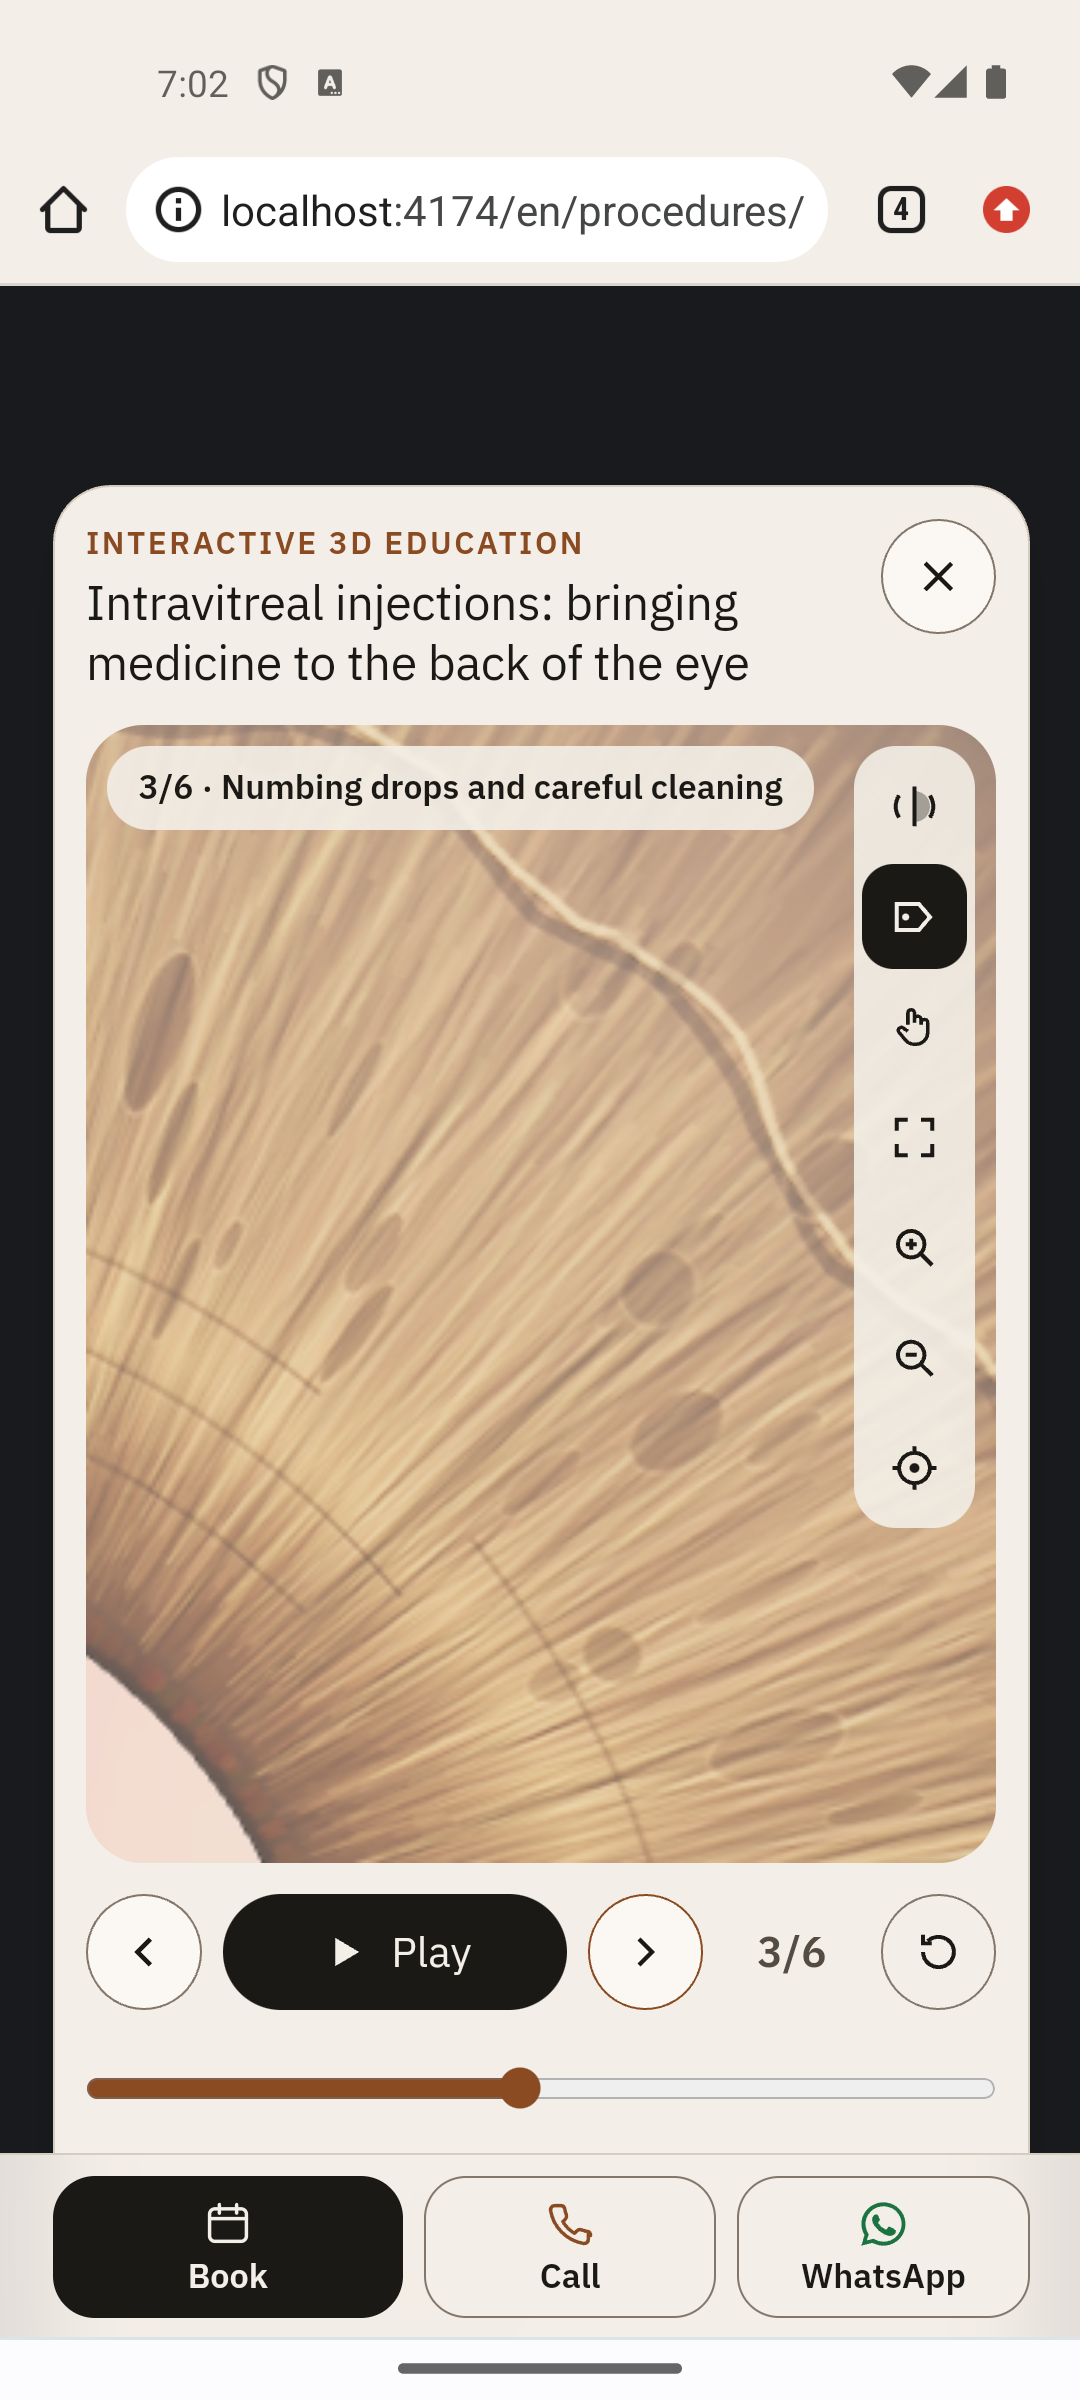 7:02
localhost:4174/en/procedures/
4
INTERACTIVE 3D EDUCATION
Intravitreal injections: bringing
medicine to the back of the eye
3/6 · Numbing drops and careful cleaning
Play
3/6
Book
Call
WhatsApp